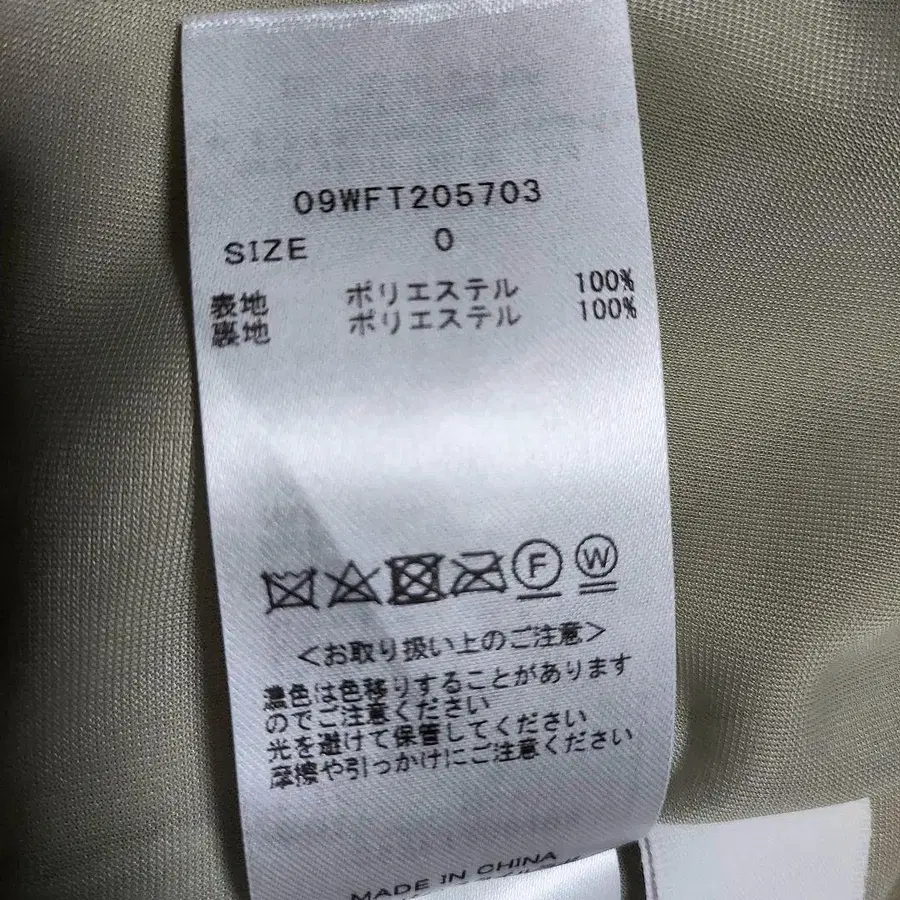 09WFT205703
SIZE 0
表地 ポリエステル 100%
裏地 ポリエステル 100%
F W
<お取り扱い上のご注意>
濃色は色移りすることがあります
のでご注意ください
光を避けて保管してください
摩擦や引っかけにご注意ください
MADE IN CHINA